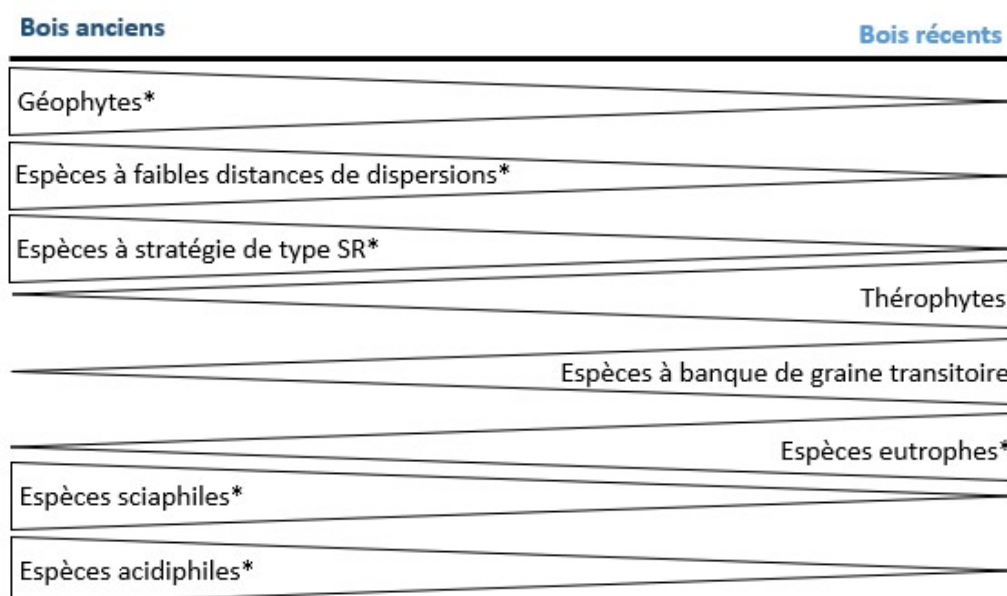 Bois anciens
Bois récents
Géophytes*
Espèces à faibles distances de dispersions*
Espèces à stratégie de type SR*
Thérophytes
Espèces à banque de graine transitoire
Espèces eutrophes*
Espèces sciaphiles*
Espèces acidiphiles*